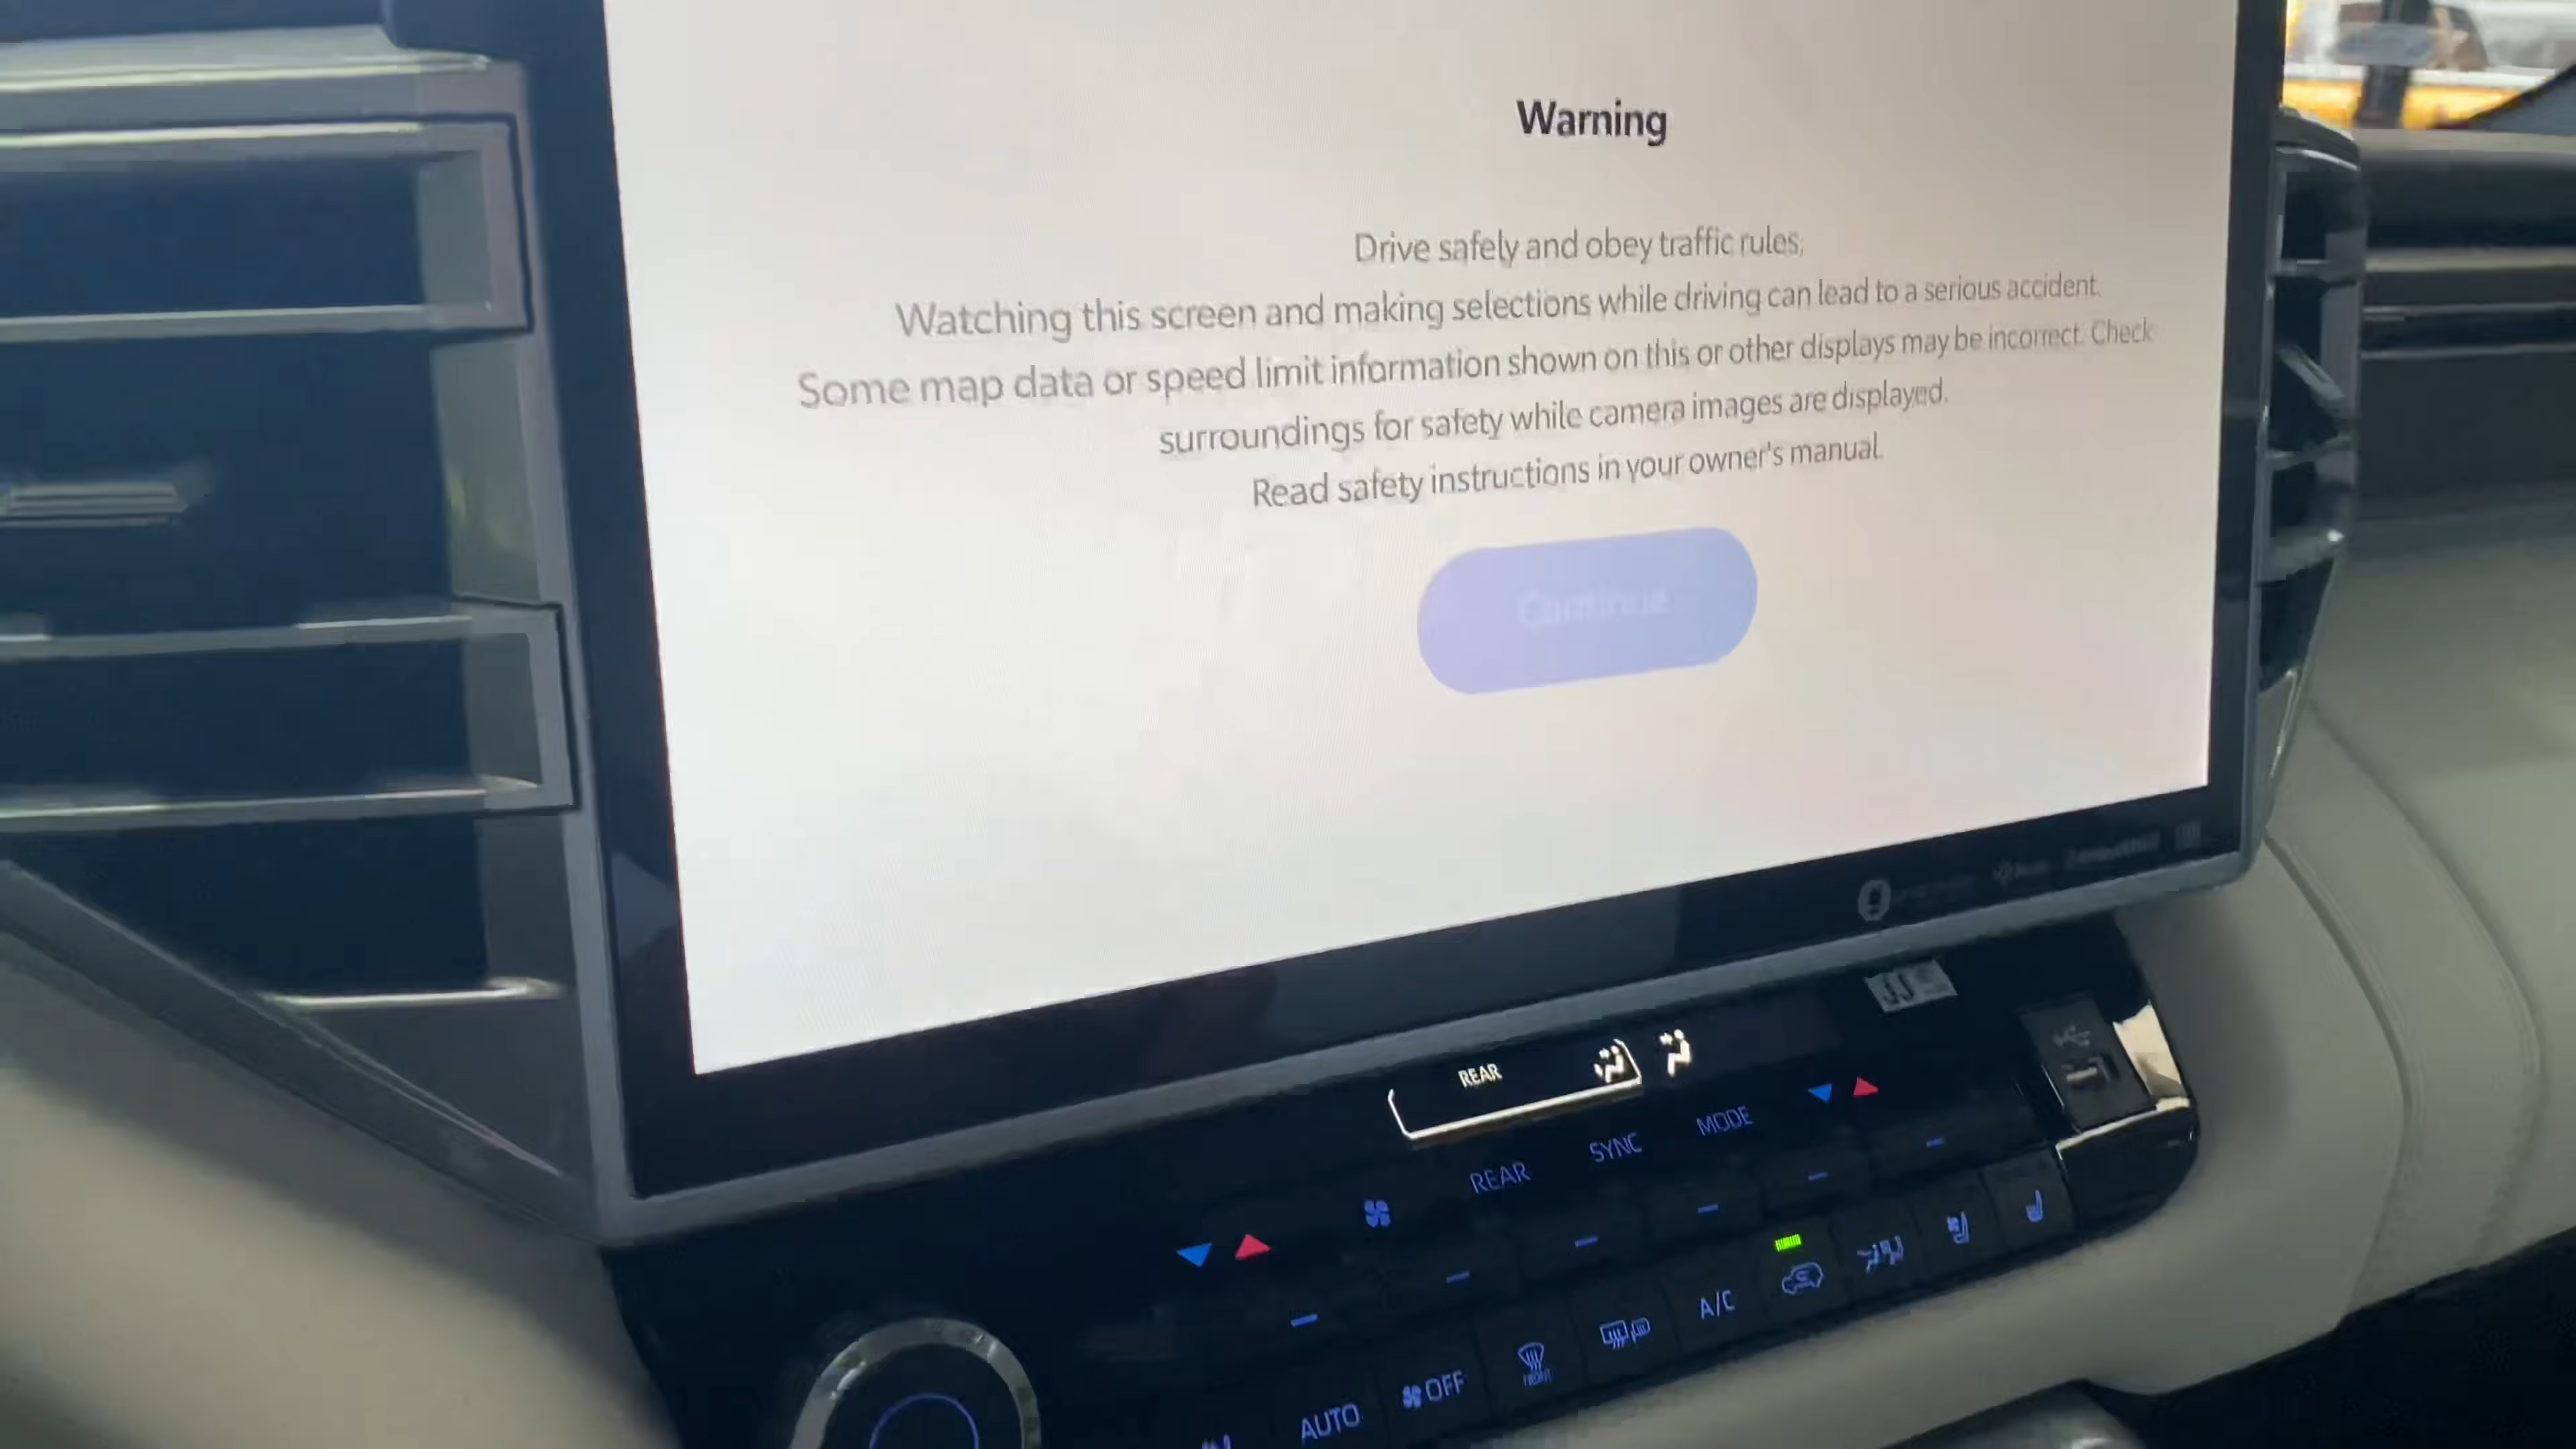 Warning
Drive safely and obey traffic rules.
Watching this screen and making selections while driving can lead to a serious accident.
Some map data or speed limit information shown on this or other displays may be incorrect. Check
surroundings for safety while camera images are displayed.
Read safety instructions in your owner's manual.
Continue
REAR
REAR SYNC MODE
AUTO OFF FRONT A/C